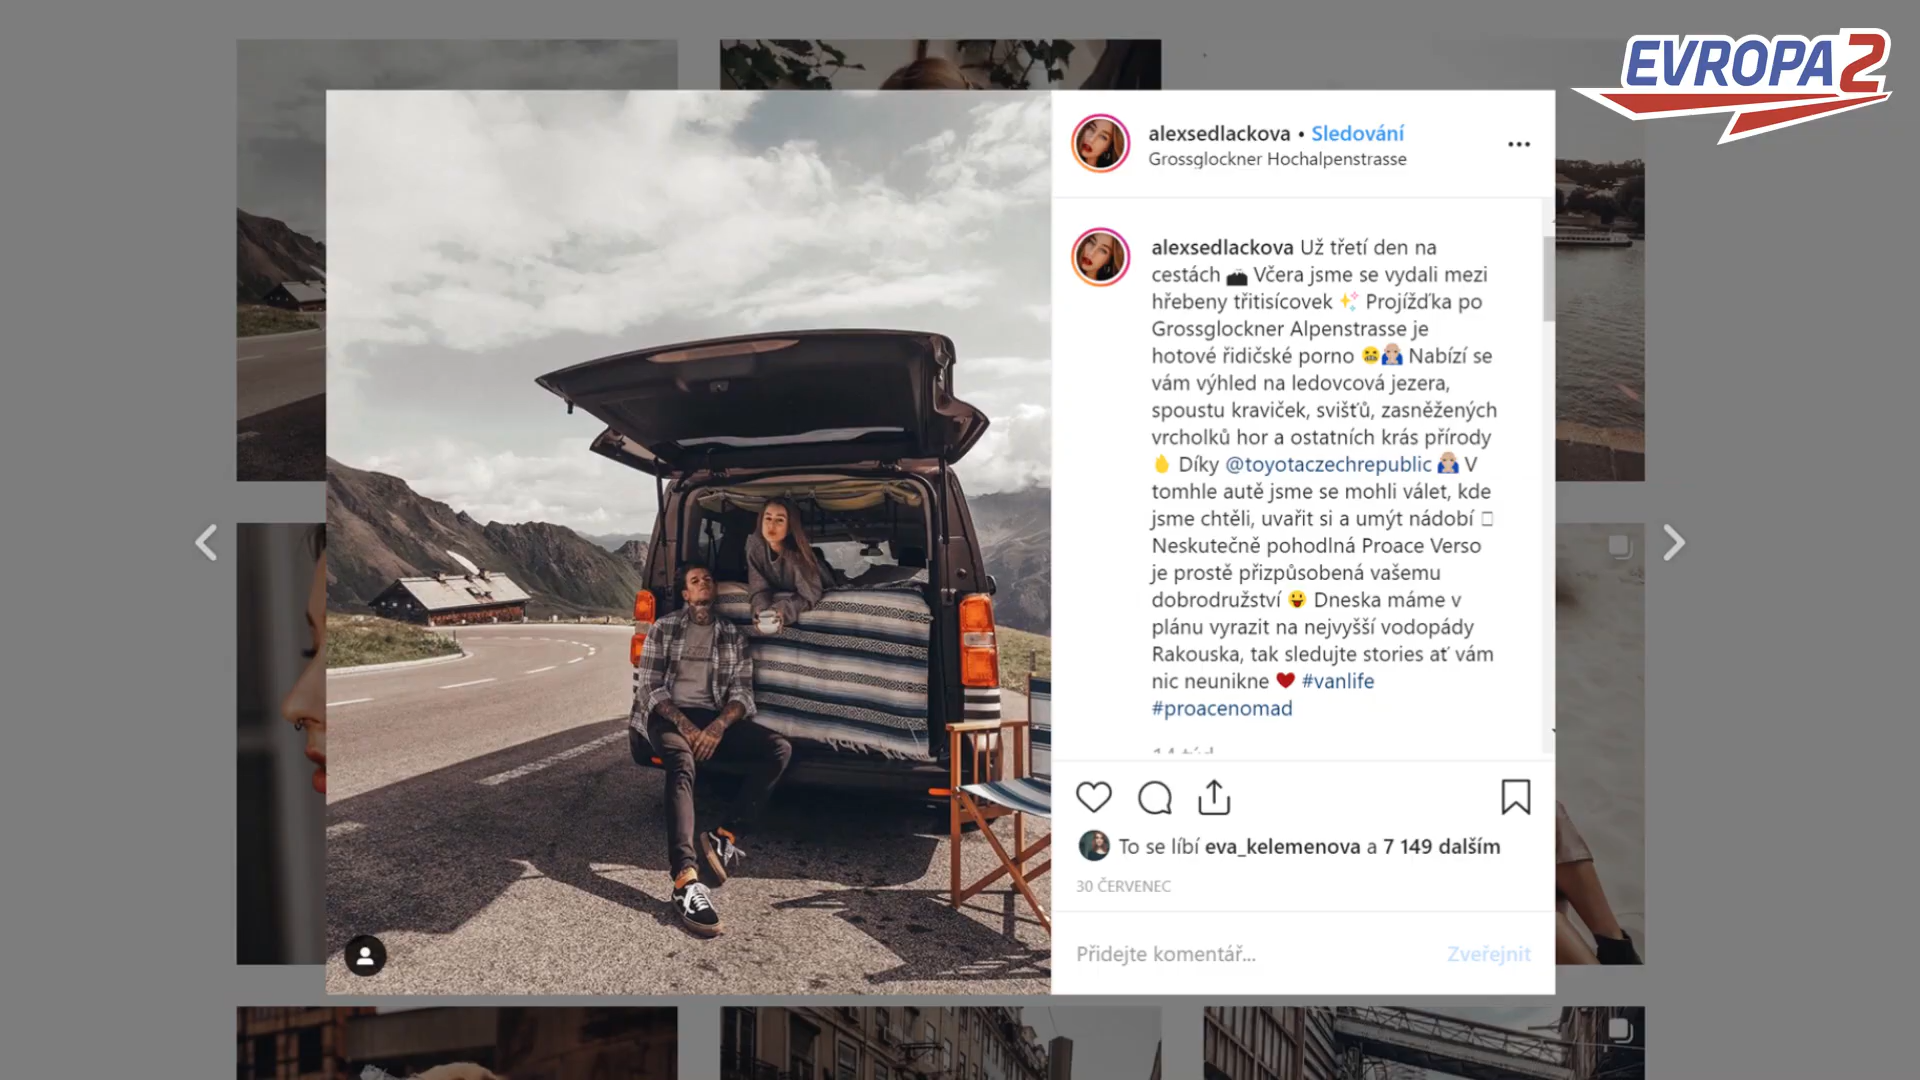 EVROPA 2
alexsedlackova • Sledování
Grossglockner Hochalpenstrasse
alexsedlackova Už třetí den na
cestách Včera jsme se vydali mezi
hřebeny třitisícovek ✨ Projížďka po
Grossglockner Alpenstrasse je
hotové řidičské porno Nabízí se
vám výhled na ledovcová jezera,
spoustu kraviček, svišťů, zasněžených
vrcholků hor a ostatních krás přírody
Díky @toyotaczechrepublic V
tomhle autě jsme se mohli válet, kde
jsme chtěli, uvařit si a umýt nádobí
Neskutečně pohodlná Proace Verso
je prostě přizpůsobená vašemu
dobrodružství 😛 Dneska máme v
plánu vyrazit na nejvyšší vodopády
Rakouska, tak sledujte stories ať vám
nic neunikne ❤ #vanlife
#proacenomad
To se líbí eva_kelemenova a 7 149 dalším
30 ČERVENEC
Přidejte komentář...
Zveřejnit